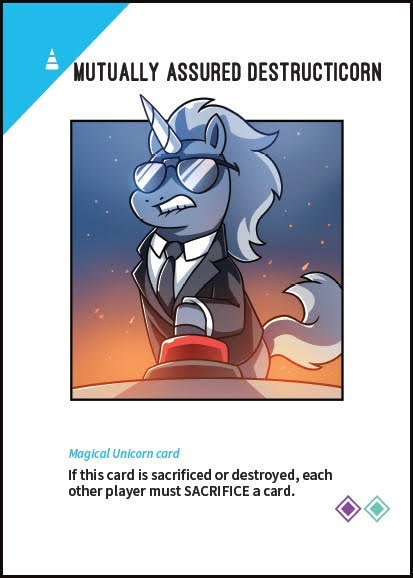 MUTUALLY ASSURED DESTRUCTICORN
Magical Unicorn card
If this card is sacrificed or destroyed, each
other player must SACRIFICE a card.